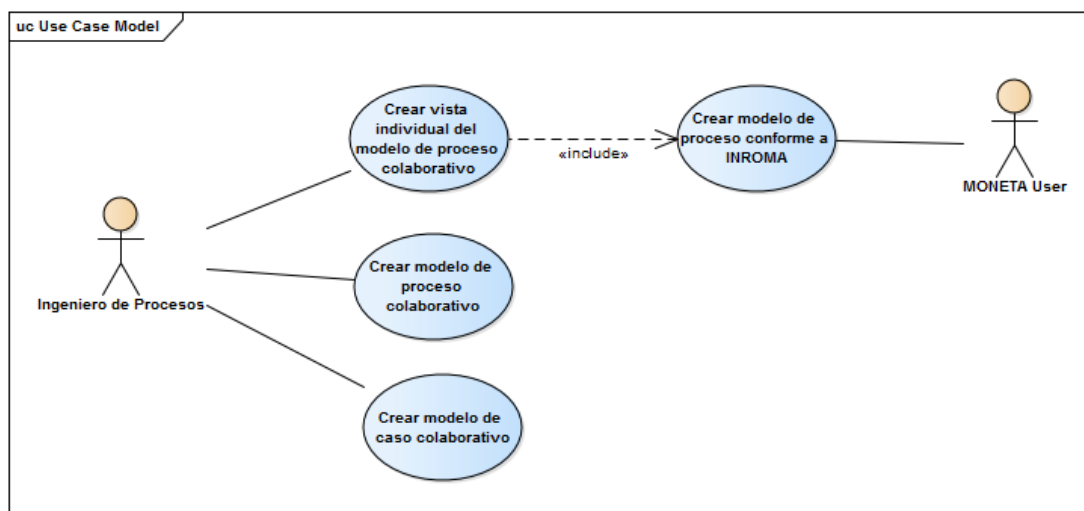 uc Use Case Model
Crear vista
individual del
modelo de proceso
colaborativo
«include»
Crear modelo de
proceso conforme a
INROMA
MONETA User
Ingeniero de Procesos
Crear modelo de
proceso
colaborativo
Crear modelo de
caso colaborativo